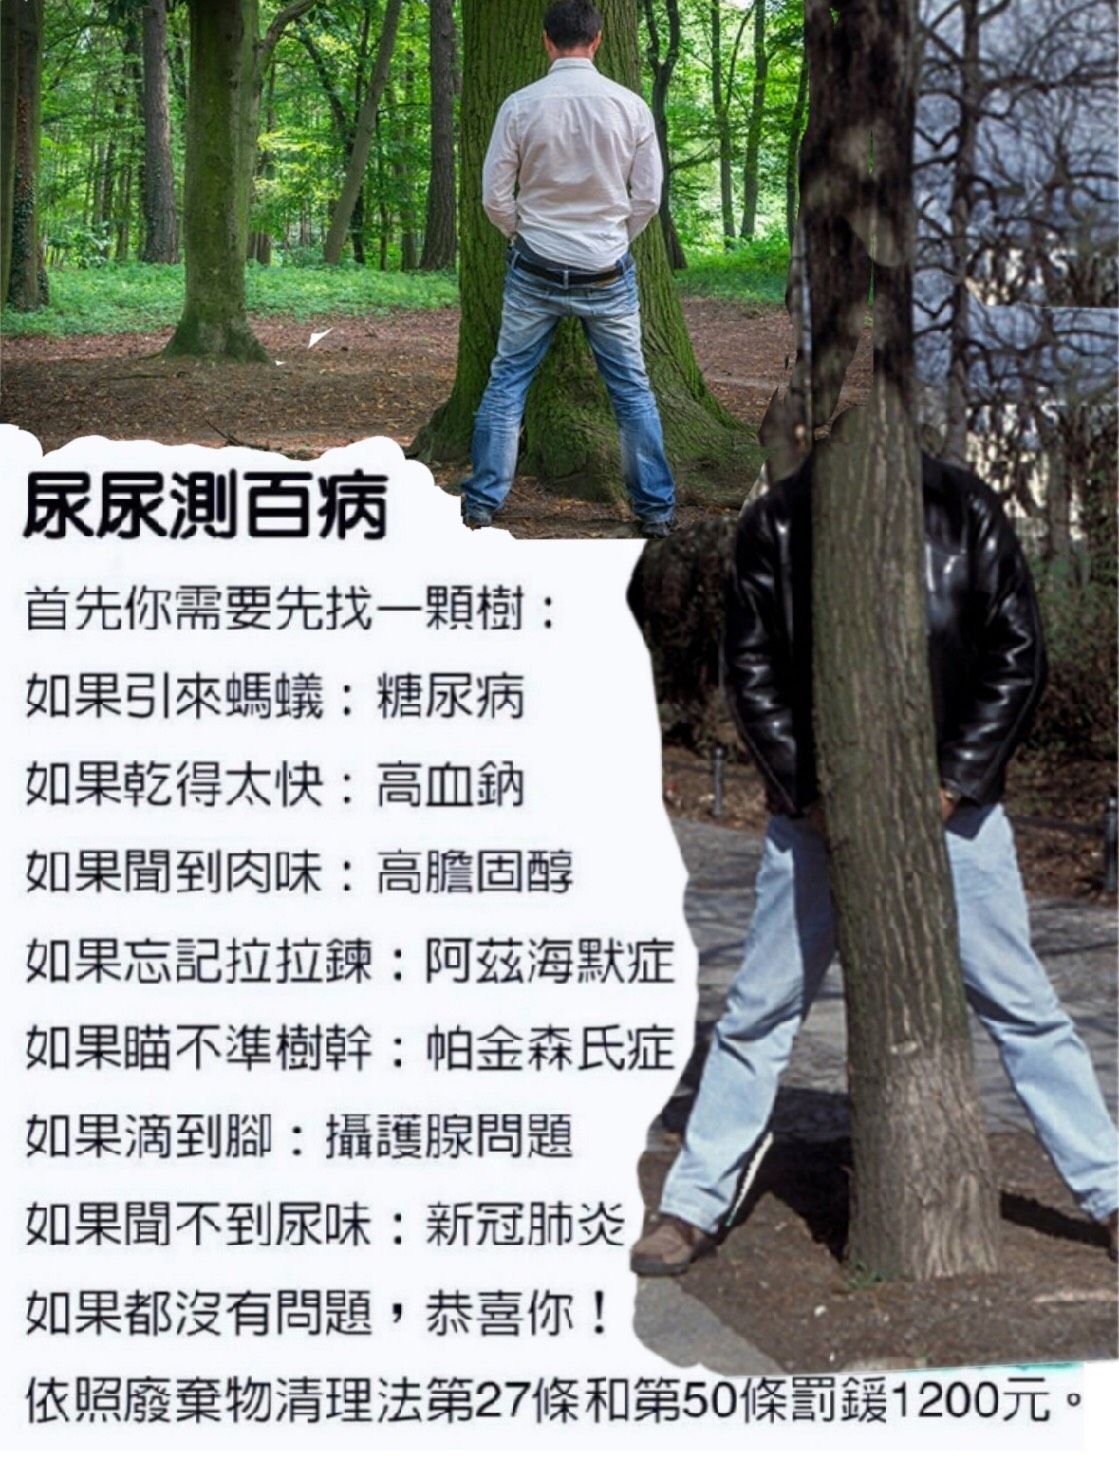 尿尿測百病
首先你需要先找一顆樹：
如果引來螞蟻：糖尿病
如果乾得太快：高血鈉
如果聞到肉味：高膽固醇
如果忘記拉拉鍊：阿茲海默症
如果瞄不準樹幹：帕金森氏症
如果滴到腳：攝護腺問題
如果聞不到尿味：新冠肺炎
如果都沒有問題，恭喜你！
依照廢棄物清理法第27條和第50條罰鍰1200元。